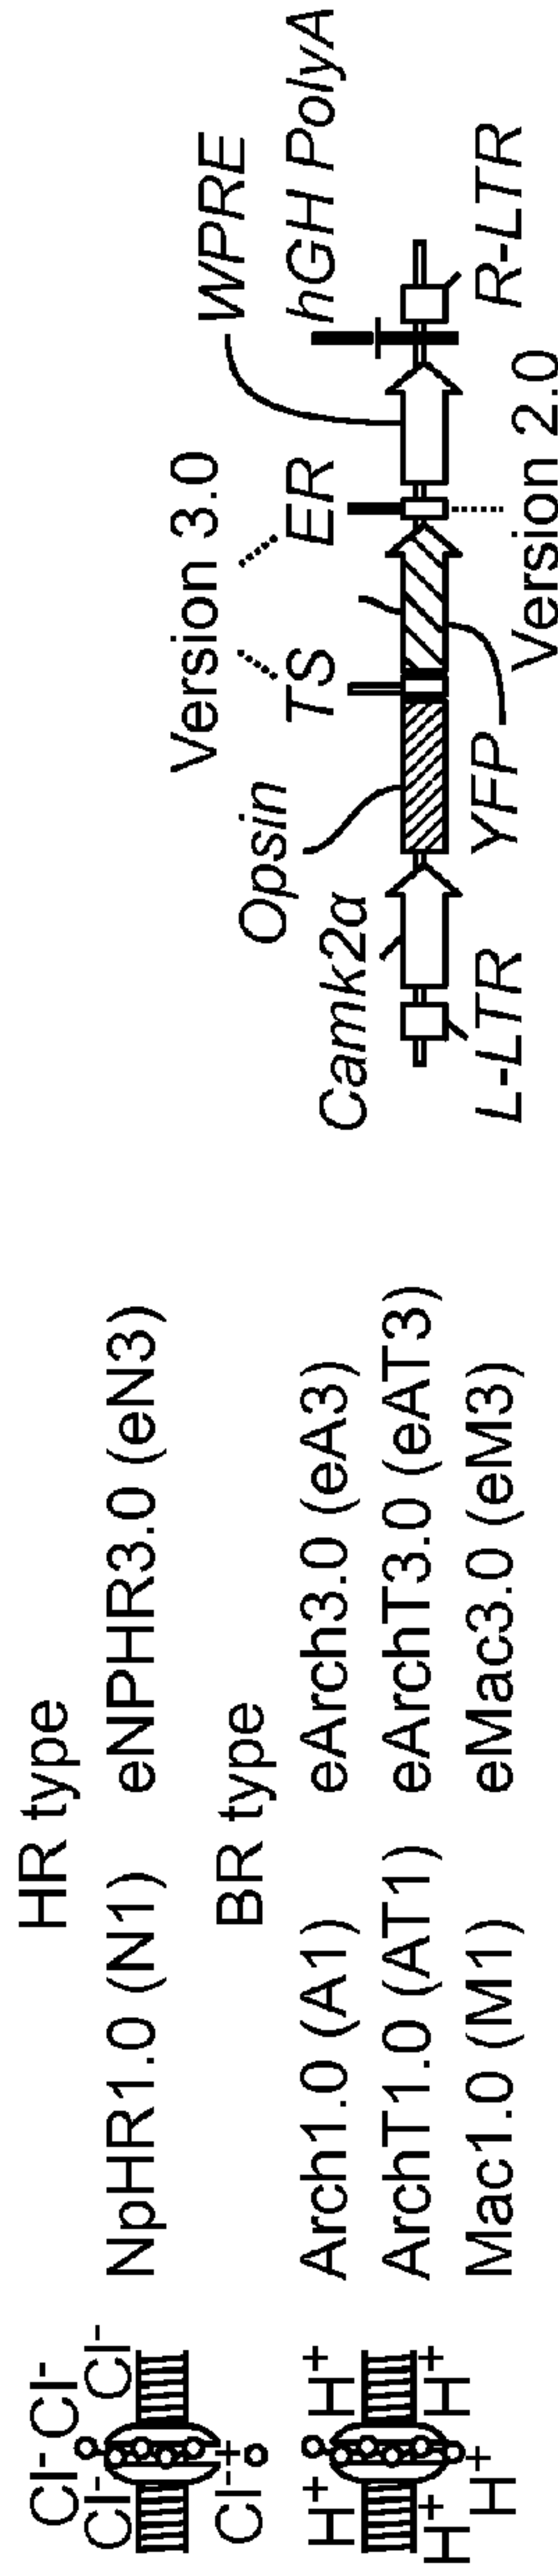 Cl- Cl-
Cl- Cl-
Cl-
+
HR type
NpHR1.0 (N1) eNPHR3.0 (eN3)
H+ H+
H+ H+
H+
BR type
Arch1.0 (A1) eArch3.0 (eA3)
ArchT1.0 (AT1) eArchT3.0 (eAT3)
Mac1.0 (M1) eMac3.0 (eM3)
Version 3.0
WPRE
Opsin TS ER hGH PolyA
Camk2α
L-LTR YFP R-LTR
Version 2.0